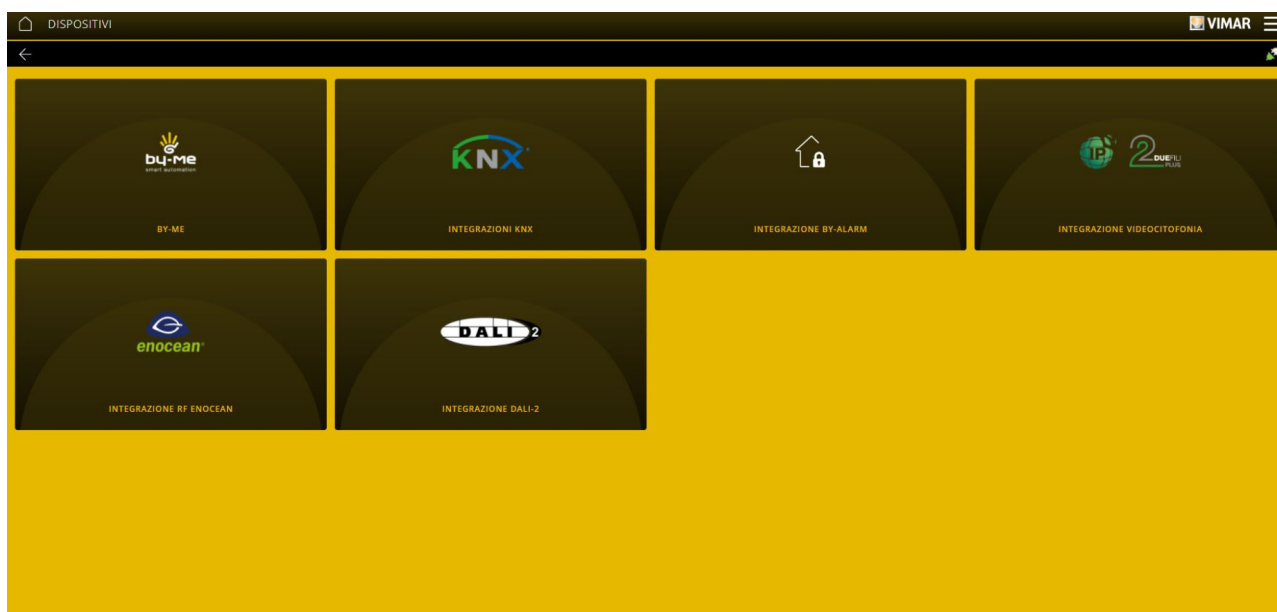 DISPOSITIVI
VIMAR
by-me
smart automation
BY-ME
KNX
INTEGRAZIONI KNX
INTEGRAZIONE BY-ALARM
IP 2 DUEFILI
PLUS
INTEGRAZIONE VIDEOCITOFONIA
enocean®
INTEGRAZIONE RF ENOCEAN
DALI 2
INTEGRAZIONE DALI-2